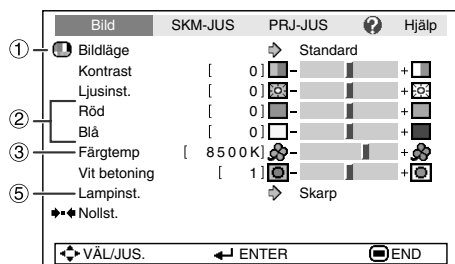 Bild SKM-JUS PRJ-JUS ? Hjälp
① Bildläge Standard
Kontrast [ 0] - +
Ljusinst. [ 0] - +
② Röd [ 0] - +
Blå [ 0] - +
③ Färgtemp [ 8500K] - +
Vit betoning [ 1] - +
⑤ Lampinst. Skarp
Nollst.
VÄL/JUS. ENTER END